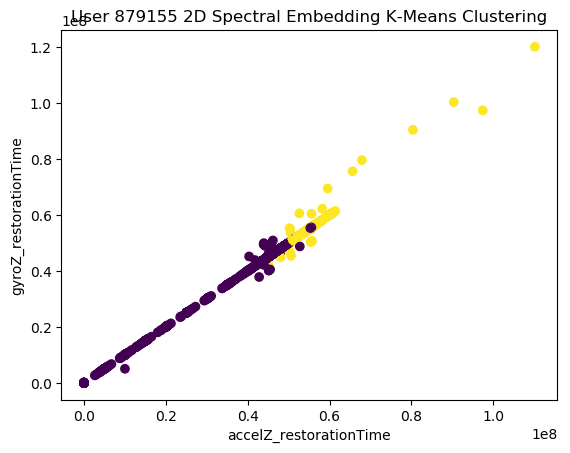 User 879155 2D Spectral Embedding K-Means Clustering
1e8
1.2
1.0
0.8
0.6
0.4
0.2
0.0
gyroZ_restorationTime
0.0 0.2 0.4 0.6 0.8 1.0
accelZ_restorationTime
1e8